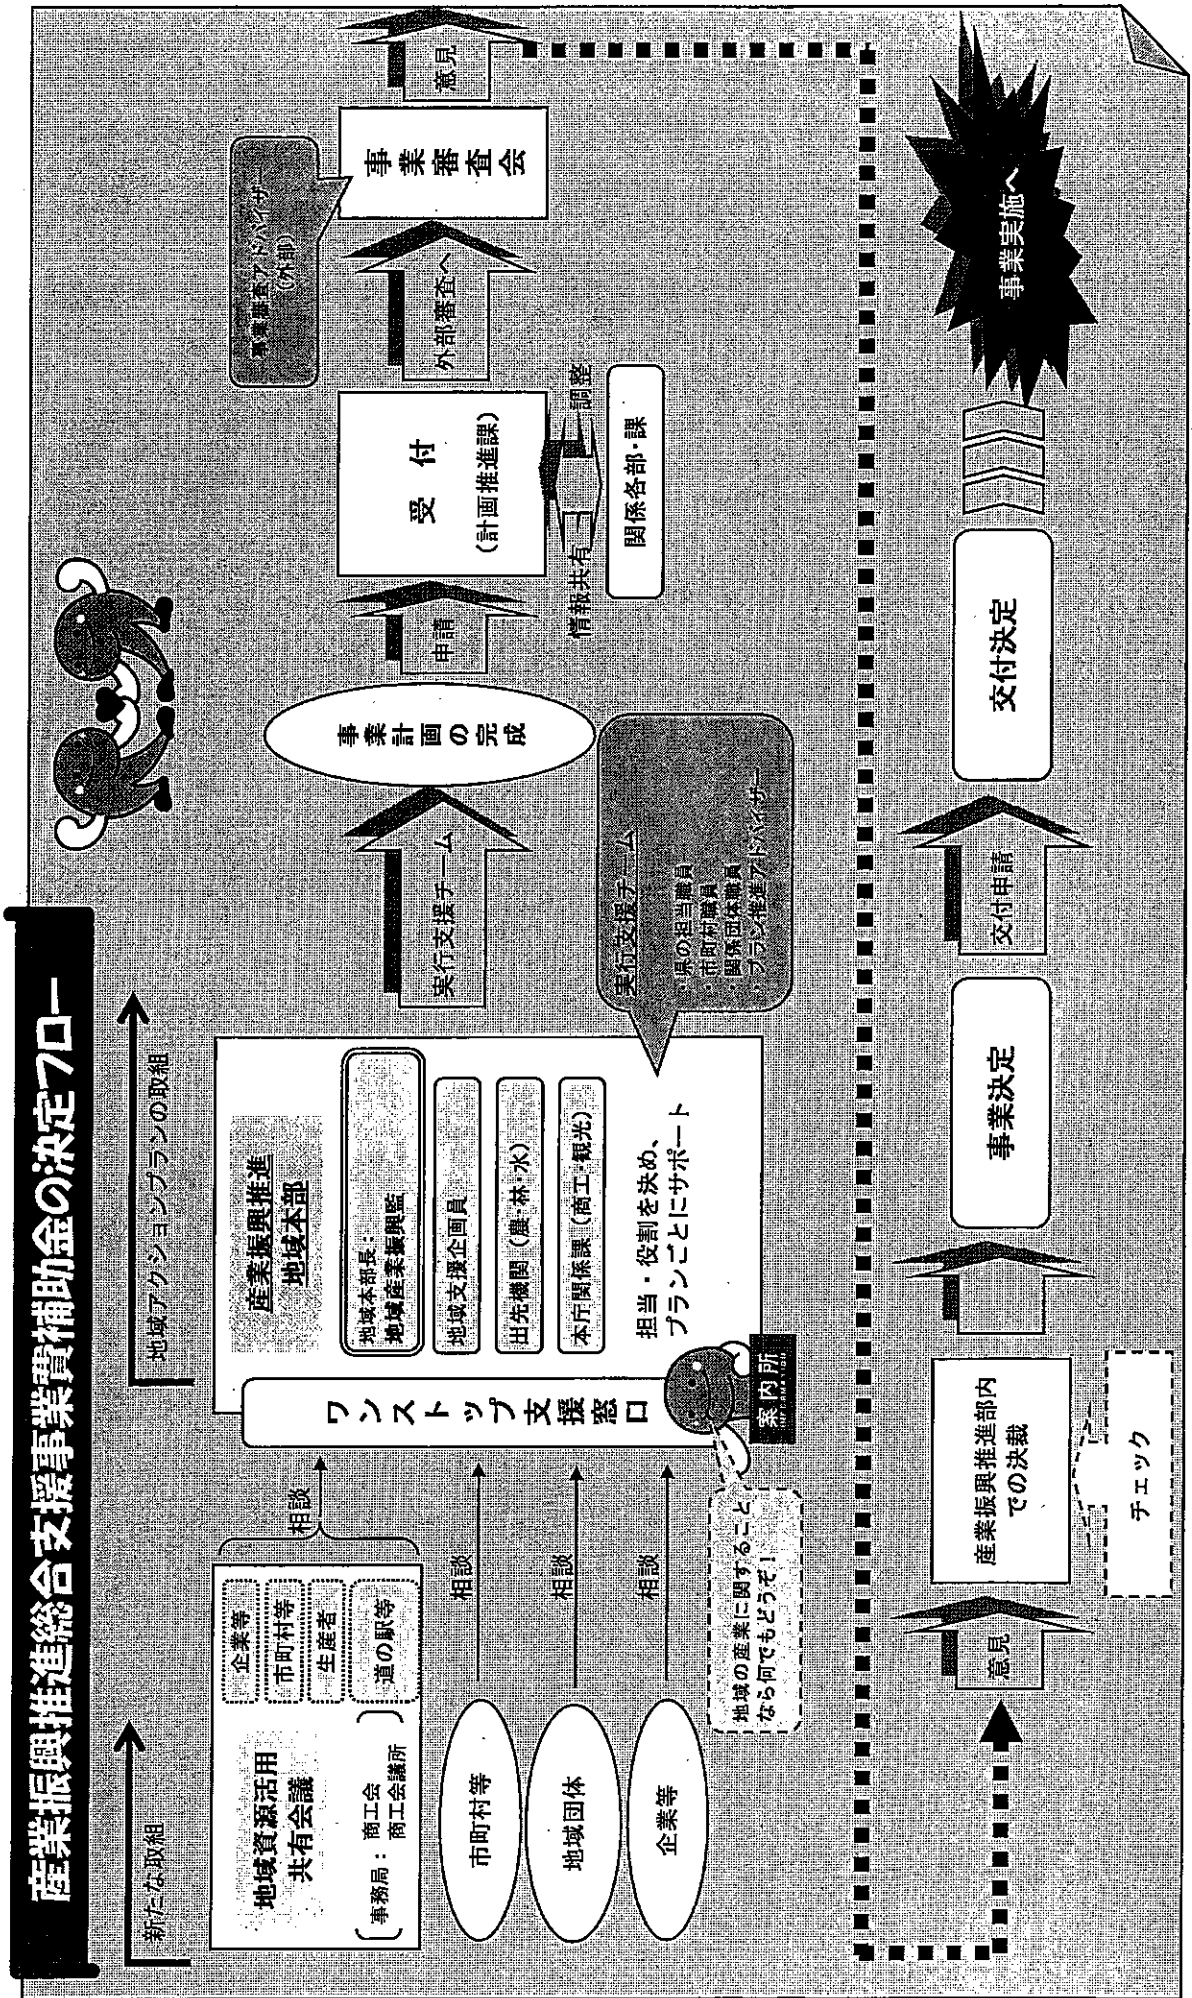 産業振興推進総合支援事業費補助金の決定フロー
新たな取組
地域アクションプランの取組
地域資源活用
共有会議
事務局：商工会
商工会議所
企業等
市町村等
生産者
道の駅等
相談
市町村等
相談
地域団体
相談
企業等
相談
ワンストップ支援窓口
案内所
地域の産業に関すること
なら何でもどうぞ！
産業振興推進
地域本部
地域本部長：
地域産業振興監
地域支援企画員
出先機関（農・林・水）
本庁関係課（商工・観光）
担当・役割を決め、
プランごとにサポート
実行支援チーム
実行支援チーム
・県の担当職員
・市町村職員
・関係団体職員
・プラン推進アドバイザー
事業計画の完成
申請
受付
（計画推進課）
情報共有
調整
関係各部・課
外部審査へ
事業審査アドバイザー
（外部）
事業審査会
意見
意見
産業振興推進部内
での決裁
チェック
事業決定
交付申請
交付決定
事業実施へ